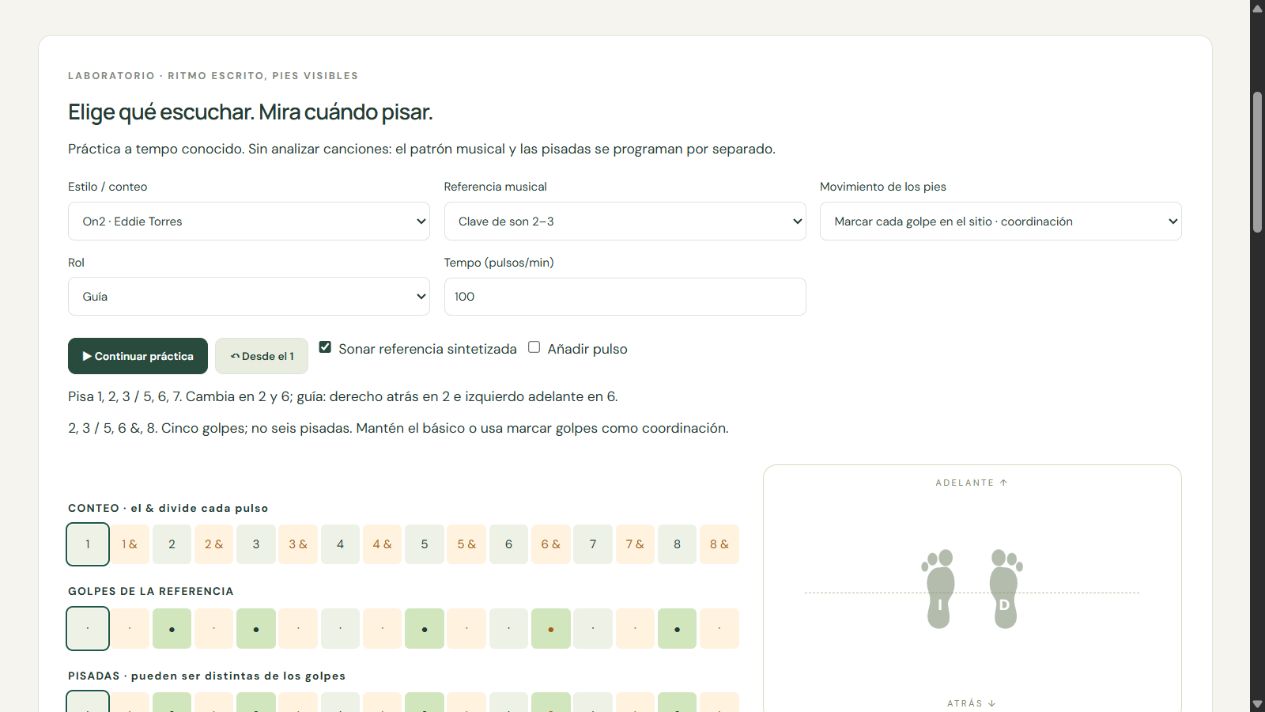 LABORATORIO · RITMO ESCRITO, PIES VISIBLES
Elige qué escuchar. Mira cuándo pisar.
Práctica a tempo conocido. Sin analizar canciones: el patrón musical y las pisadas se programan por separado.
Estilo / conteo
Referencia musical
Movimiento de los pies
On2 · Eddie Torres
Clave de son 2–3
Marcar cada golpe en el sitio · coordinación
Rol
Tempo (pulsos/min)
Guía
100
▶ Continuar práctica
↶ Desde el 1
Sonar referencia sintetizada
Añadir pulso
Pisa 1, 2, 3 / 5, 6, 7. Cambia en 2 y 6; guía: derecho atrás en 2 e izquierdo adelante en 6.
2, 3 / 5, 6 &, 8. Cinco golpes; no seis pisadas. Mantén el básico o usa marcar golpes como coordinación.
ADELANTE ↑
CONTEO · el & divide cada pulso
1 1 & 2 2 & 3 3 & 4 4 & 5 5 & 6 6 & 7 7 & 8 8 &
GOLPES DE LA REFERENCIA
· · ● · ● · · · ● · · ● · · ● ·
I D
PISADAS · pueden ser distintas de los golpes
ATRÁS ↓